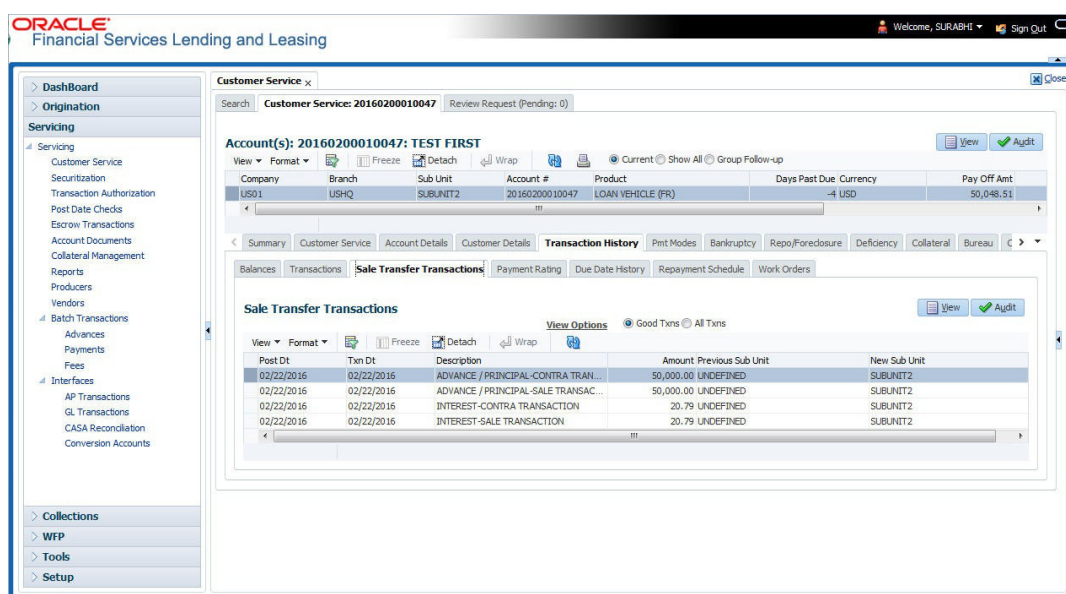 ORACLE
Financial Services Lending and Leasing
Welcome, SURABHI
Sign Out
Customer Service
Close
DashBoard
Origination
Servicing
Servicing
Customer Service
Securitization
Transaction Authorization
Post Date Checks
Escrow Transactions
Account Documents
Collateral Management
Reports
Producers
Vendors
Batch Transactions
Advances
Payments
Fees
Interfaces
AP Transactions
GL Transactions
CASA Reconciliation
Conversion Accounts
Collections
WFP
Tools
Setup
Search Customer Service: 20160200010047 Review Request (Pending: 0)
Account(s): 20160200010047: TEST FIRST
View Audit
View Format Freeze Detach Wrap Current Show All Group Follow-up
Company Branch Sub Unit Account # Product Days Past Due Currency Pay Off Amt
US01 USHQ SUBUNIT2 20160200010047 LOAN VEHICLE (FR) -4 USD 50,048.51
Summary Customer Service Account Details Customer Details Transaction History Pmt Modes Bankruptcy Repo/Foreclosure Deficiency Collateral Bureau
Balances Transactions Sale Transfer Transactions Payment Rating Due Date History Repayment Schedule Work Orders
Sale Transfer Transactions
View Audit
View Options Good Txns All Txns
View Format Freeze Detach Wrap
Post Dt Txn Dt Description Amount Previous Sub Unit New Sub Unit
02/22/2016 02/22/2016 ADVANCE / PRINCIPAL-CONTRA TRAN... 50,000.00 UNDEFINED SUBUNIT2
02/22/2016 02/22/2016 ADVANCE / PRINCIPAL-SALE TRANSAC... 50,000.00 UNDEFINED SUBUNIT2
02/22/2016 02/22/2016 INTEREST-CONTRA TRANSACTION 20.79 UNDEFINED SUBUNIT2
02/22/2016 02/22/2016 INTEREST-SALE TRANSACTION 20.79 UNDEFINED SUBUNIT2